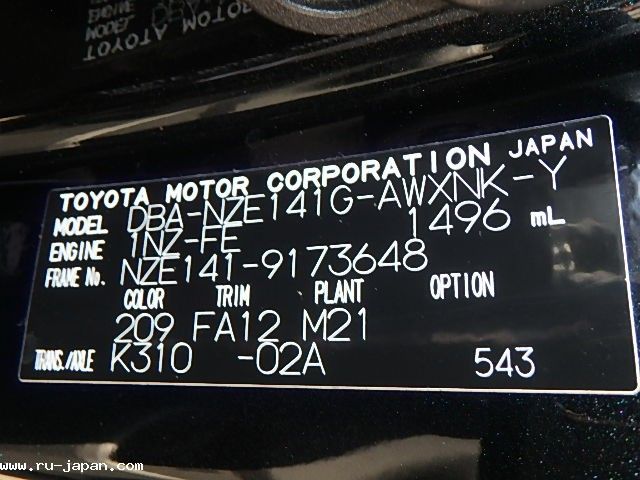 TOYOTA MOTOR CORPORATION JAPAN
MODEL DBA-NZE141G-AWXNK-Y
ENGINE 1NZ-FE 1496 mL
FRAME No. NZE141-9173648
COLOR TRIM PLANT OPTION
209 FA12 M21
TRANS./AXLE K310 -02A 543
www.ru-japan.com